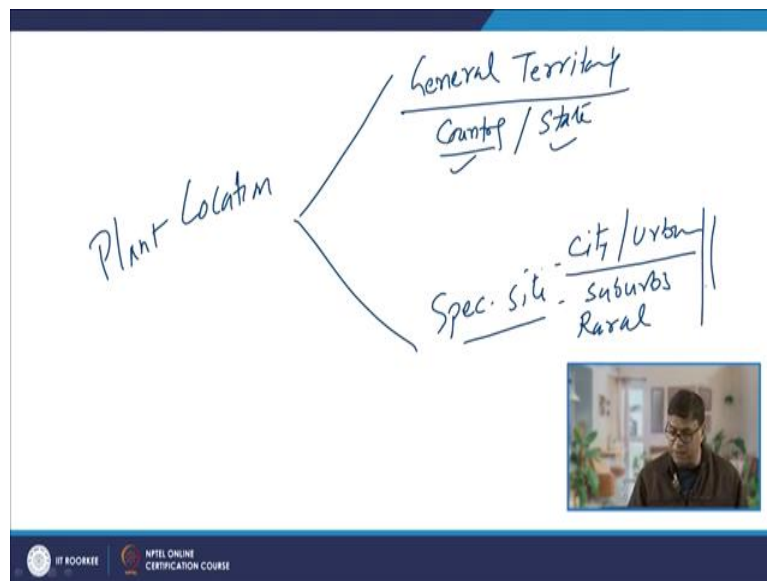 General Territory
Country / State
Plant Location
Spec. site - City / Urban
- Suburbs
Rural
IIT ROORKEE
NPTEL ONLINE
CERTIFICATION COURSE